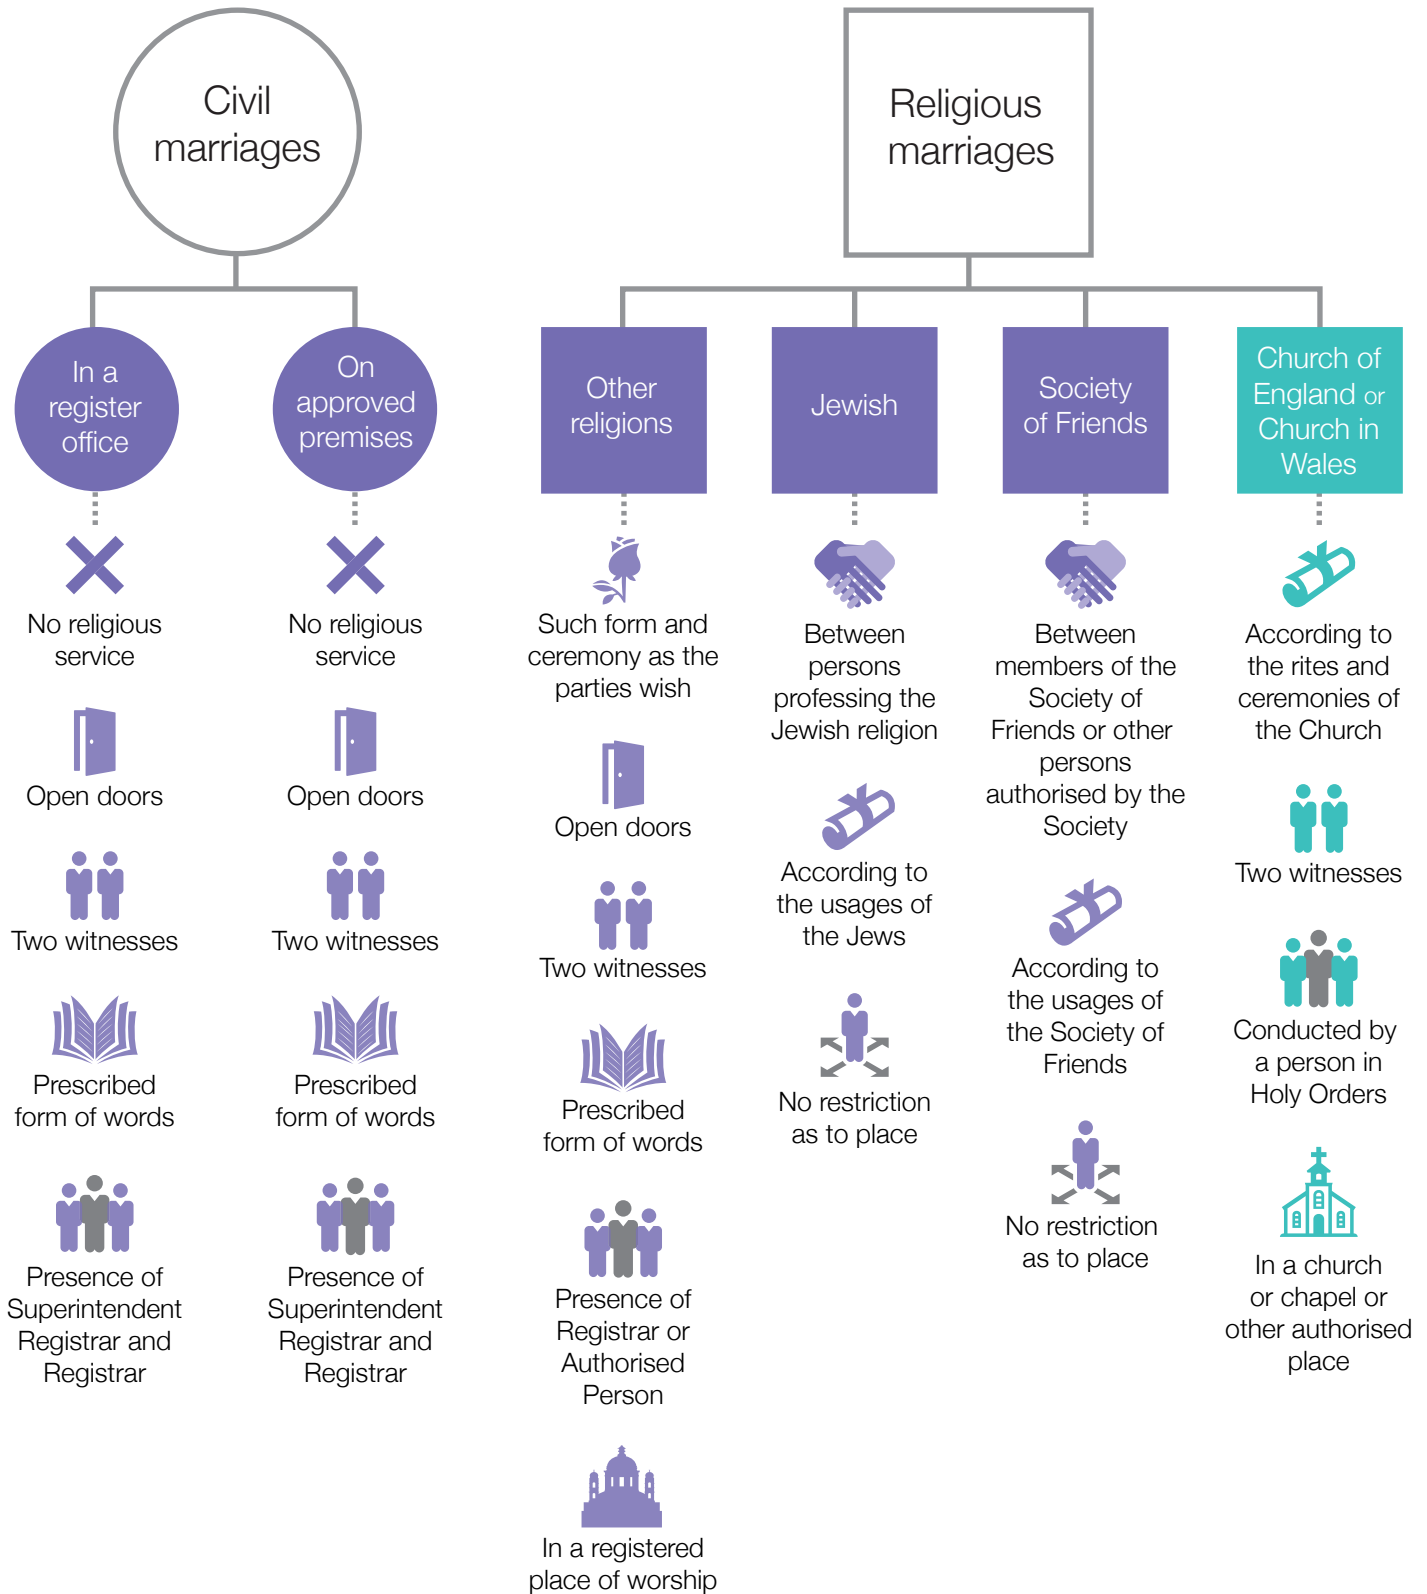 Civil
marriages
Religious
marriages
In a
register
office
On
approved
premises
Other
religions
Jewish
Society
of Friends
Church of
England or
Church in
Wales
No religious
service
Open doors
Two witnesses
Prescribed
form of words
Presence of
Superintendent
Registrar and
Registrar
No religious
service
Open doors
Two witnesses
Prescribed
form of words
Presence of
Superintendent
Registrar and
Registrar
Such form and
ceremony as the
parties wish
Open doors
Two witnesses
Prescribed
form of words
Presence of
Registrar or
Authorised
Person
In a registered
place of worship
Between
persons
professing the
Jewish religion
According to
the usages of
the Jews
No restriction
as to place
Between
members of the
Society of
Friends or other
persons
authorised by the
Society
According to
the usages of
the Society of
Friends
No restriction
as to place
According to
the rites and
ceremonies of
the Church
Two witnesses
Conducted by
a person in
Holy Orders
In a church
or chapel or
other authorised
place